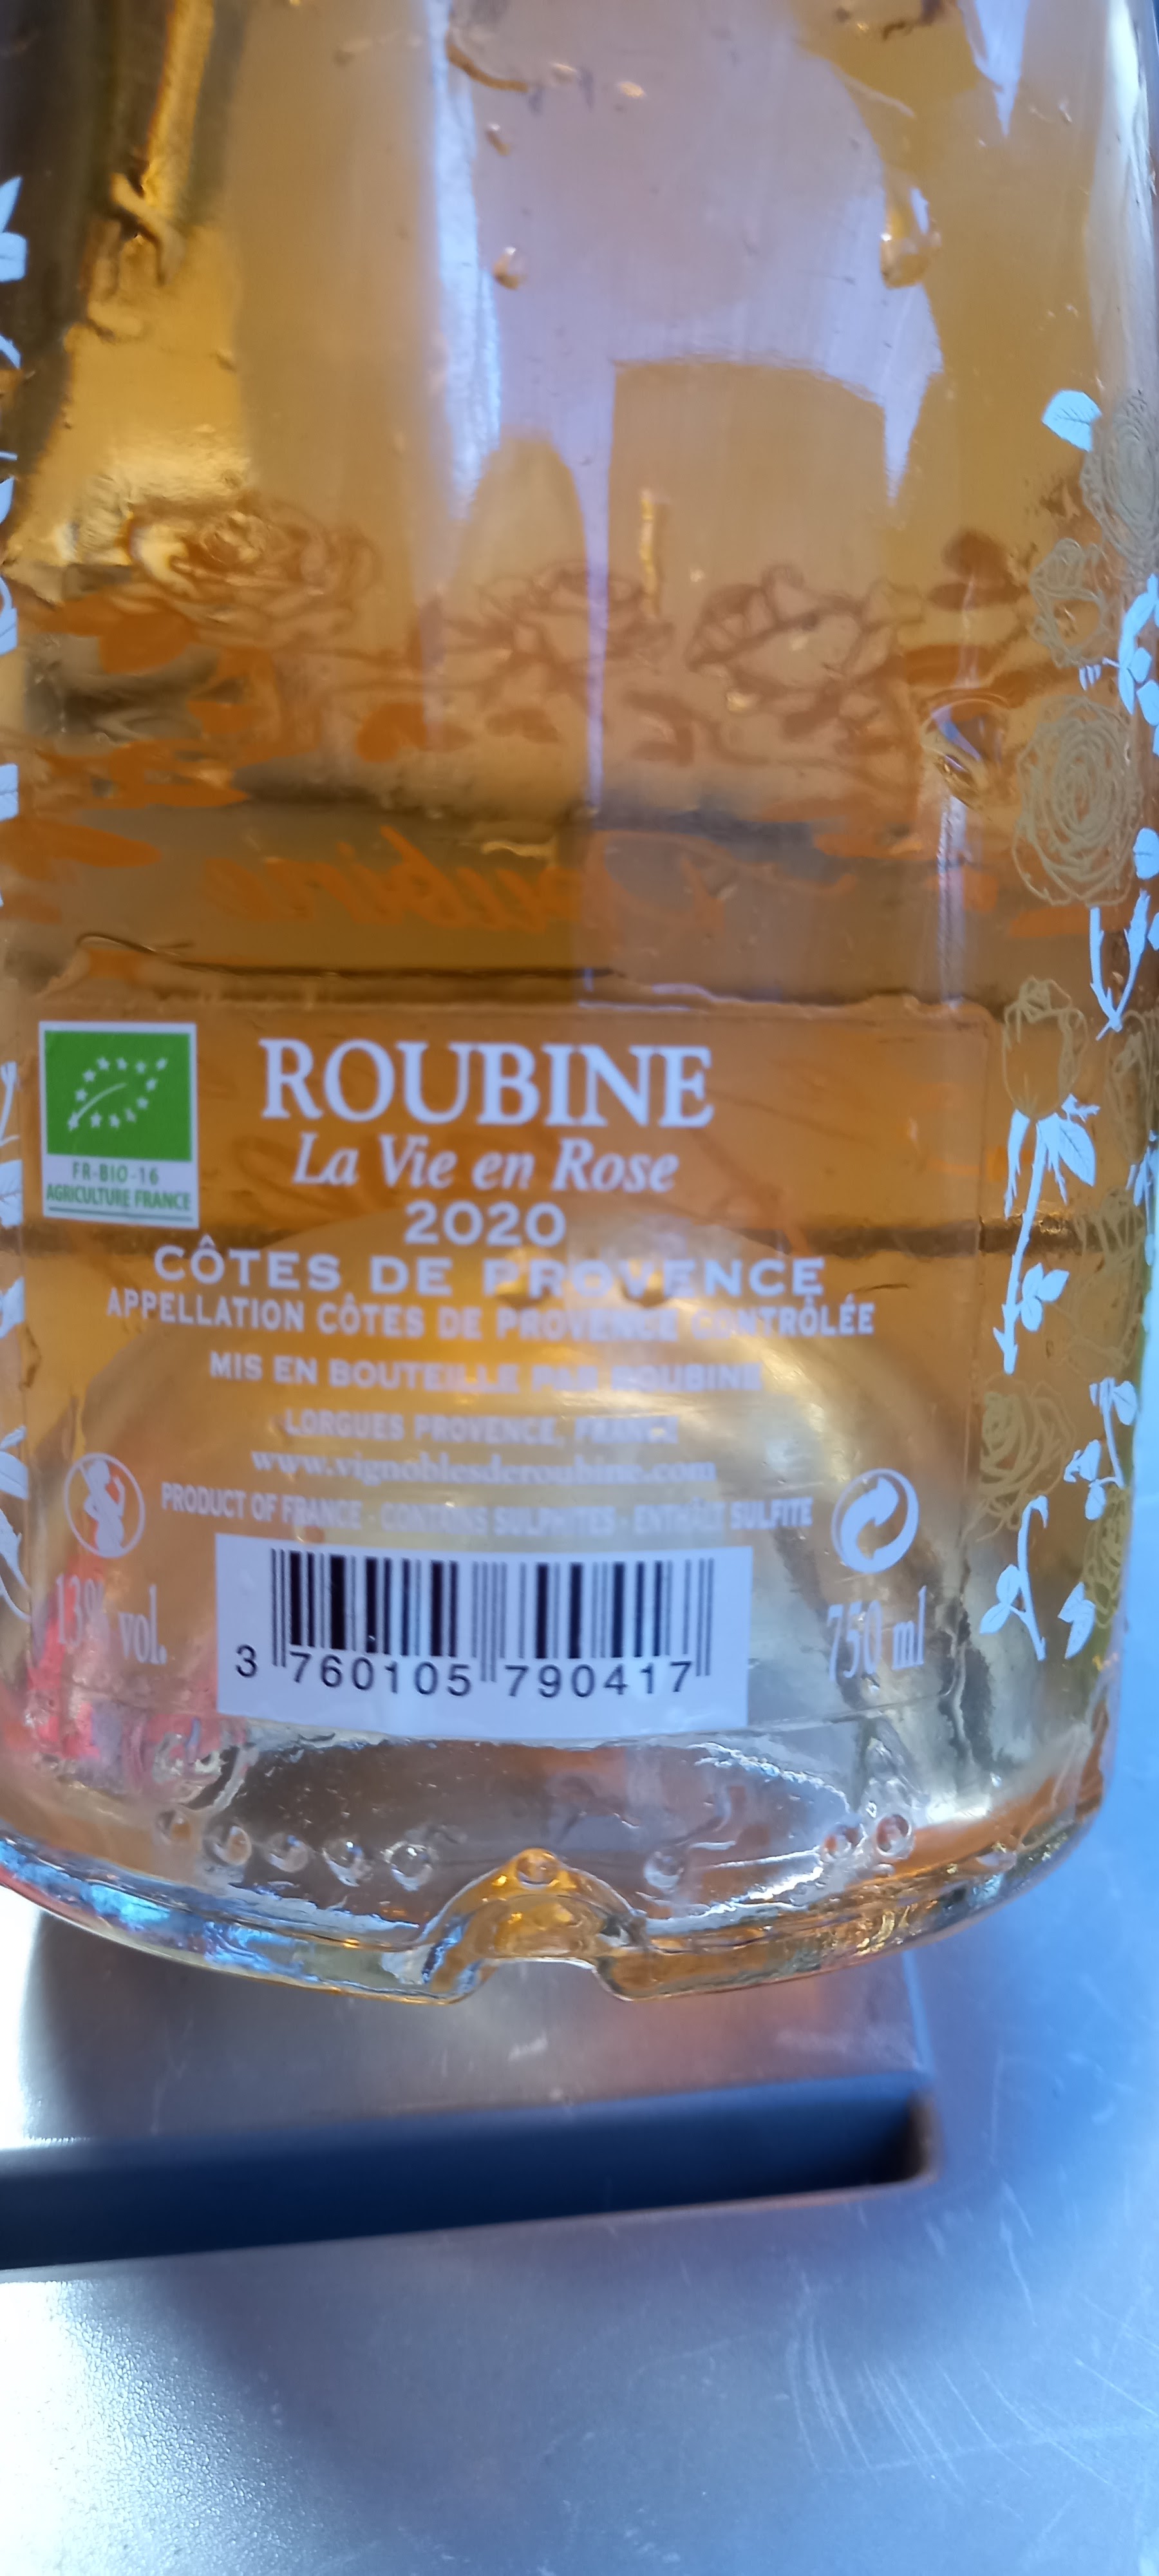 ROUBINE
La Vie en Rose
2020
CÔTES DE PROVENCE
APPELLATION CÔTES DE PROVENCE CONTRÔLÉE
MIS EN BOUTEILLE PAR ROUBINE
LORGUES PROVENCE, FRANCE
www.vignoblesderoubine.com
PRODUCT OF FRANCE - CONTAINS SULPHITES - ENTHÄLT SULFITE
FR-BIO-16
AGRICULTURE FRANCE
13% vol.
750 ml
3 760105 790417